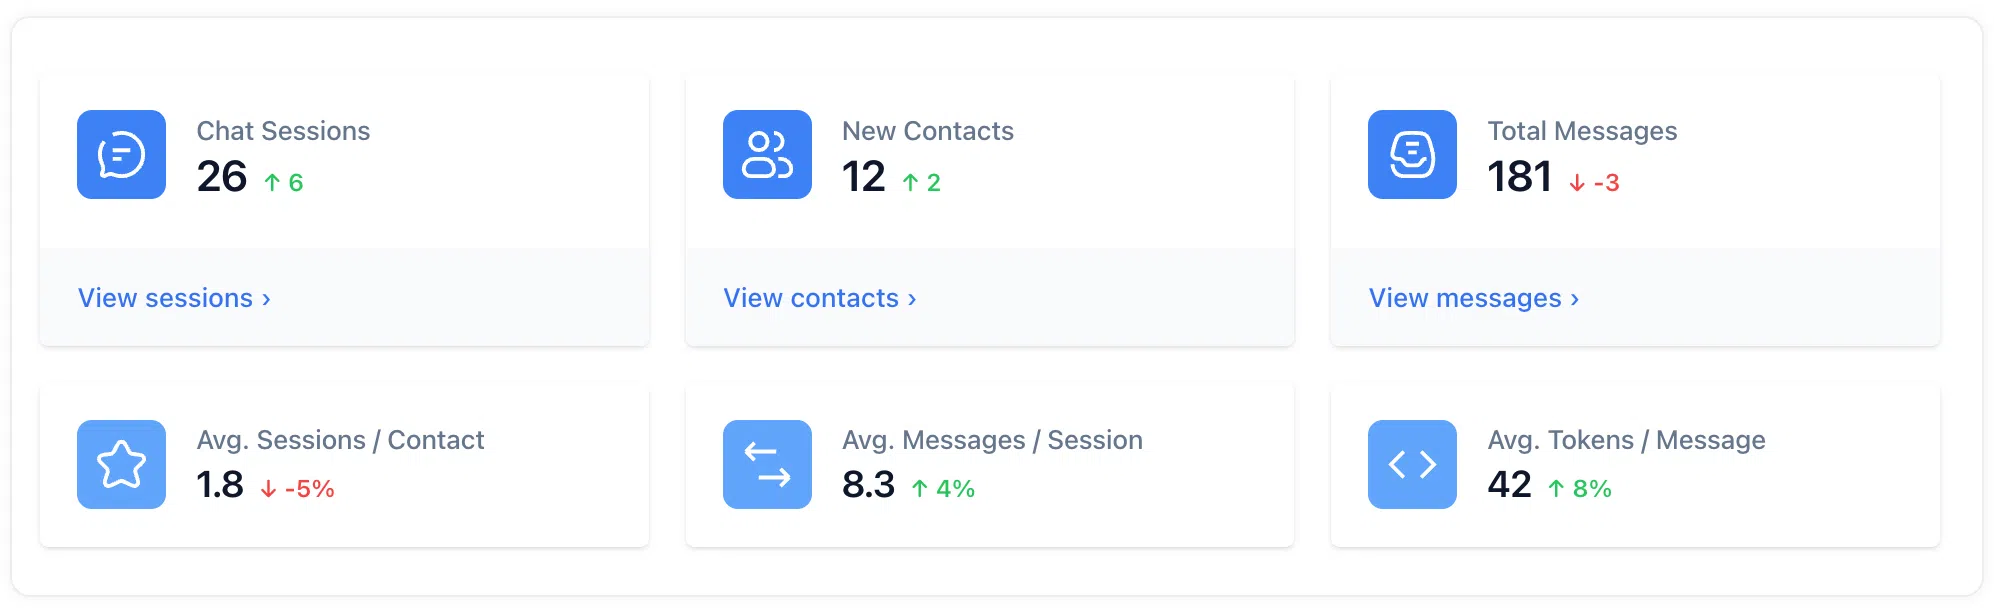 Chat Sessions
26 ↑ 6
View sessions ›
New Contacts
12 ↑ 2
View contacts ›
Total Messages
181 ↓ -3
View messages ›
Avg. Sessions / Contact
1.8 ↓ -5%
Avg. Messages / Session
8.3 ↑ 4%
Avg. Tokens / Message
42 ↑ 8%